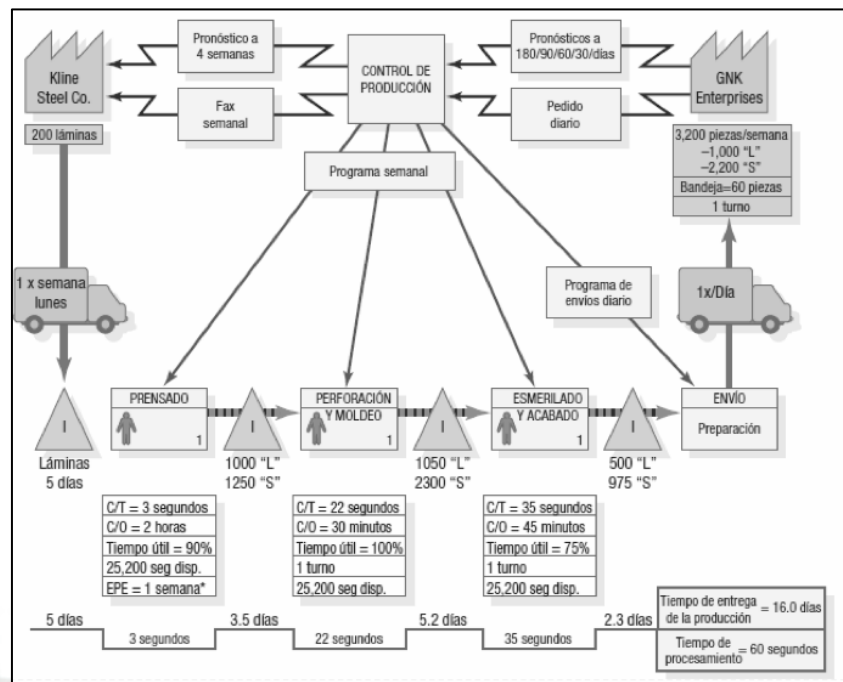 Kline
Steel Co.
Pronóstico a
4 semanas
Fax
semanal
CONTROL DE
PRODUCCIÓN
Pronósticos a
180/90/60/30/días
Pedido
diario
GNK
Enterprises
200 láminas
3,200 piezas/semana
–1,000 “L”
–2,200 “S”
Bandeja=60 piezas
1 turno
Programa semanal
1 x semana
lunes
Programa de
envíos diario
1x/Día
I
Láminas
5 días
PRENSADO
1
I
1000 “L”
1250 “S”
PERFORACIÓN
Y MOLDEO
1
I
1050 “L”
2300 “S”
ESMERILADO
Y ACABADO
1
I
500 “L”
975 “S”
ENVÍO
Preparación
C/T = 3 segundos
C/O = 2 horas
Tiempo útil = 90%
25,200 seg disp.
EPE = 1 semana*
C/T = 22 segundos
C/O = 30 minutos
Tiempo útil = 100%
1 turno
25,200 seg disp.
C/T = 35 segundos
C/O = 45 minutos
Tiempo útil = 75%
1 turno
25,200 seg disp.
5 días
3 segundos
3.5 días
22 segundos
5.2 días
35 segundos
2.3 días
Tiempo de entrega
de la producción = 16.0 días
Tiempo de
procesamiento = 60 segundos